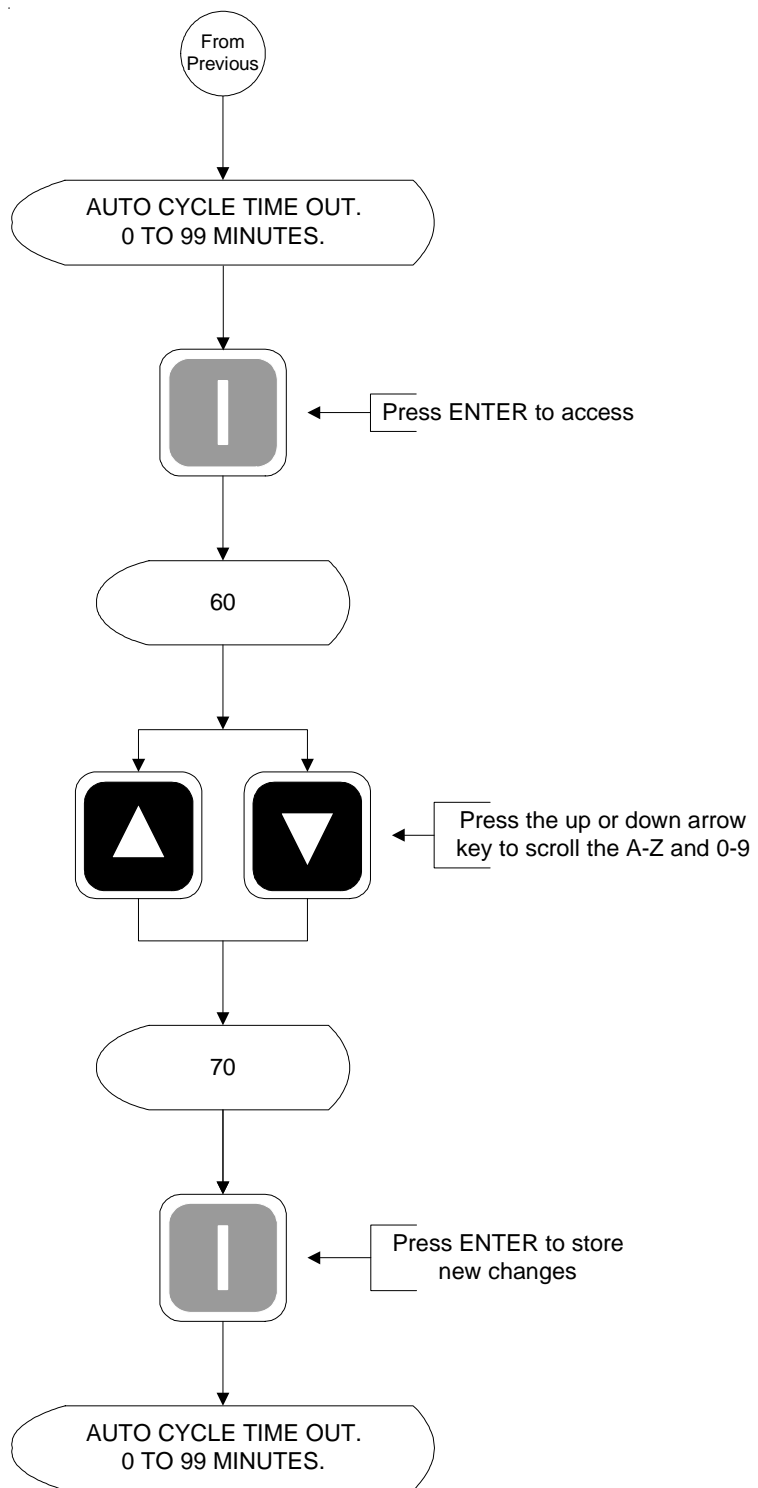 From
Previous
AUTO CYCLE TIME OUT.
0 TO 99 MINUTES.
Press ENTER to access
60
Press the up or down arrow
key to scroll the A-Z and 0-9
70
Press ENTER to store
new changes
AUTO CYCLE TIME OUT.
0 TO 99 MINUTES.